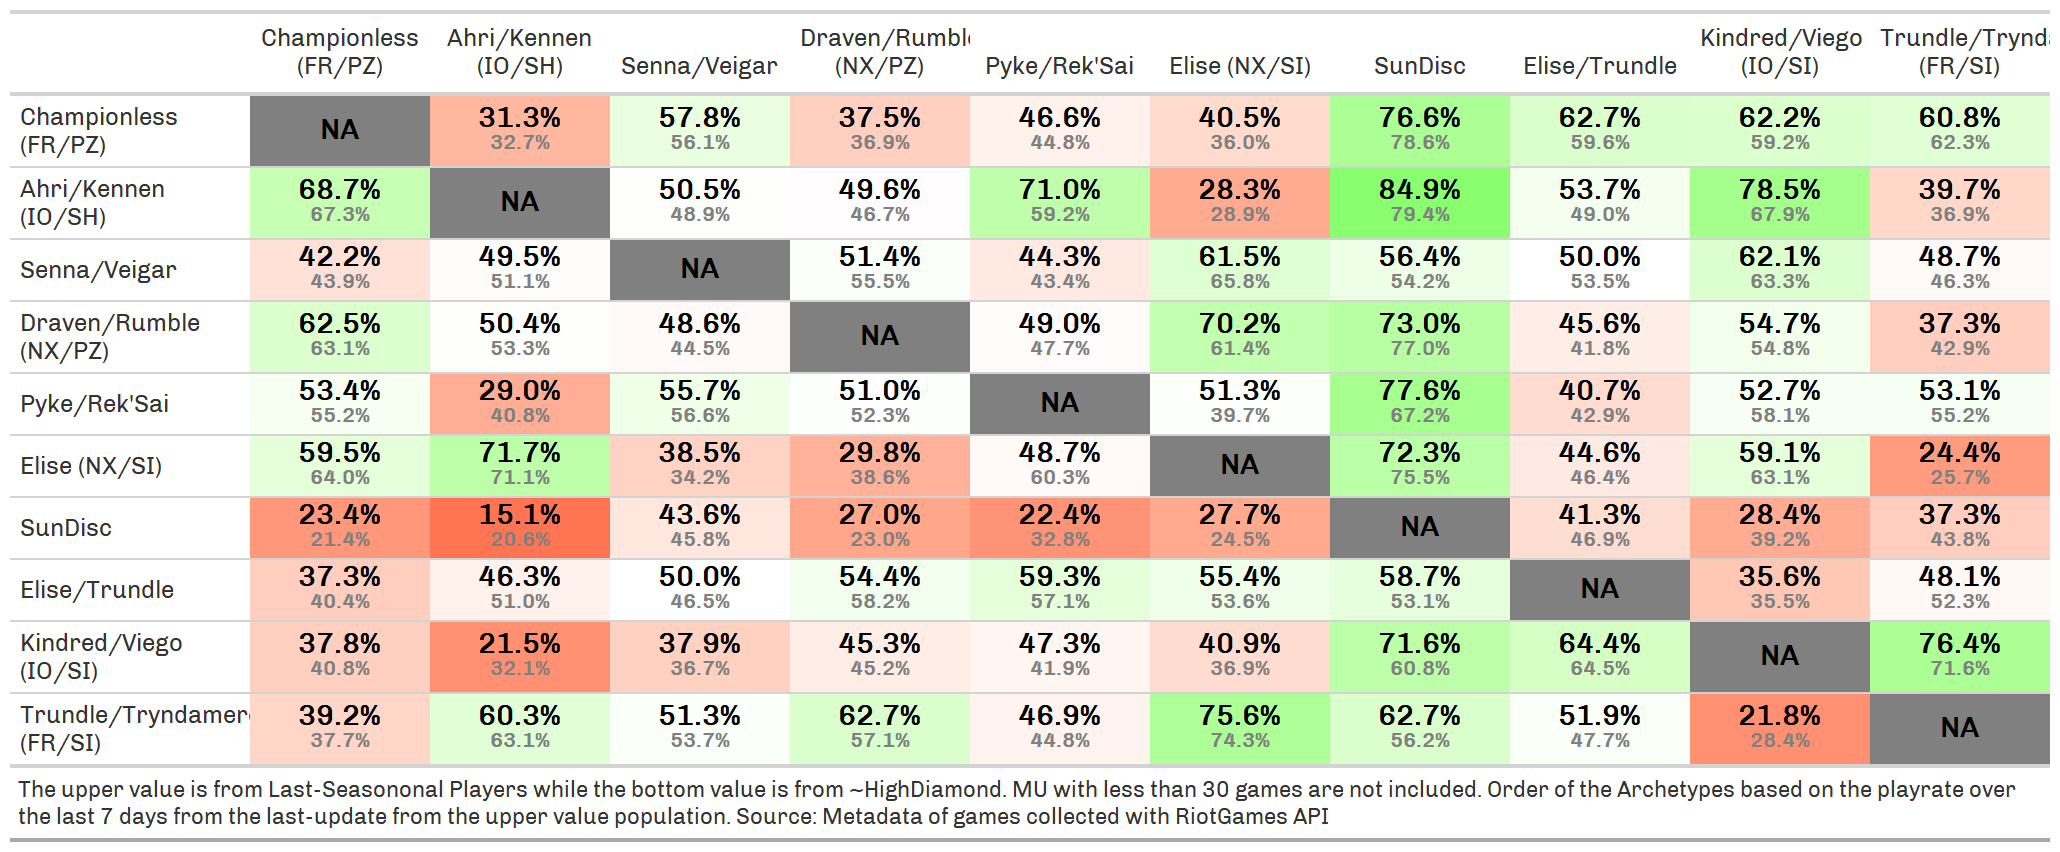 Championless Ahri/Kennen Senna/Veigar Draven/Rumble Pyke/Rek'Sai Elise (NX/SI) SunDisc Elise/Trundle Kindred/Viego Trundle/Trynda
(FR/PZ) (IO/SH) (NX/PZ) (IO/SI) (FR/SI)
Championless (FR/PZ) NA 31.3% 57.8% 37.5% 46.6% 40.5% 76.6% 62.7% 62.2% 60.8%
32.7% 56.1% 36.9% 44.8% 36.0% 78.6% 59.6% 59.2% 62.3%
Ahri/Kennen (IO/SH) 68.7% NA 50.5% 49.6% 71.0% 28.3% 84.9% 53.7% 78.5% 39.7%
67.3% 48.9% 46.7% 59.2% 28.9% 79.4% 49.0% 67.9% 36.9%
Senna/Veigar 42.2% 49.5% NA 51.4% 44.3% 61.5% 56.4% 50.0% 62.1% 48.7%
43.9% 51.1% 55.5% 43.4% 65.8% 54.2% 53.5% 63.3% 46.3%
Draven/Rumble (NX/PZ) 62.5% 50.4% 48.6% NA 49.0% 70.2% 73.0% 45.6% 54.7% 37.3%
63.1% 53.3% 44.5% 47.7% 61.4% 77.0% 41.8% 54.8% 42.9%
Pyke/Rek'Sai 53.4% 29.0% 55.7% 51.0% NA 51.3% 77.6% 40.7% 52.7% 53.1%
55.2% 40.8% 56.6% 52.3% 39.7% 67.2% 42.9% 58.1% 55.2%
Elise (NX/SI) 59.5% 71.7% 38.5% 29.8% 48.7% NA 72.3% 44.6% 59.1% 24.4%
64.0% 71.1% 34.2% 38.6% 60.3% 75.5% 46.4% 63.1% 25.7%
SunDisc 23.4% 15.1% 43.6% 27.0% 22.4% 27.7% NA 41.3% 28.4% 37.3%
21.4% 20.6% 45.8% 23.0% 32.8% 24.5% 46.9% 39.2% 43.8%
Elise/Trundle 37.3% 46.3% 50.0% 54.4% 59.3% 55.4% 58.7% NA 35.6% 48.1%
40.4% 51.0% 46.5% 58.2% 57.1% 53.6% 53.1% 35.5% 52.3%
Kindred/Viego (IO/SI) 37.8% 21.5% 37.9% 45.3% 47.3% 40.9% 71.6% 64.4% NA 76.4%
40.8% 32.1% 36.7% 45.2% 41.9% 36.9% 60.8% 64.5% 71.6%
Trundle/Tryndamer (FR/SI) 39.2% 60.3% 51.3% 62.7% 46.9% 75.6% 62.7% 51.9% 21.8% NA
37.7% 63.1% 53.7% 57.1% 44.8% 74.3% 56.2% 47.7% 28.4%
The upper value is from Last-Seasononal Players while the bottom value is from ~HighDiamond. MU with less than 30 games are not included. Order of the Archetypes based on the playrate over
the last 7 days from the last-update from the upper value population. Source: Metadata of games collected with RiotGames API